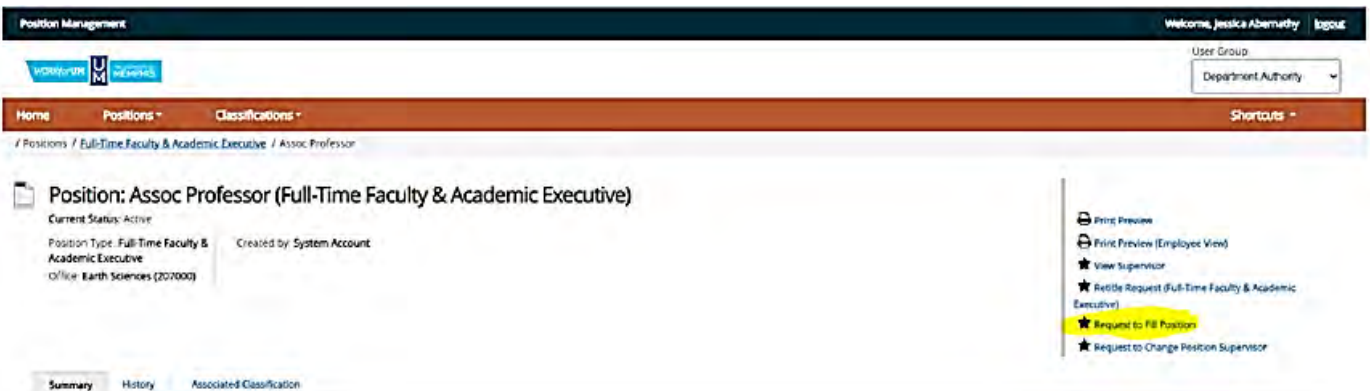 Position Management
Welcome, Jessica Abernathy logout
WORKforUM UM MEMPHIS
User Group
Department Authority
Home Positions Classifications Shortcuts
/ Positions / Full-Time Faculty & Academic Executive / Assoc Professor
Position: Assoc Professor (Full-Time Faculty & Academic Executive)
Current Status: Active
Position Type: Full-Time Faculty &
Academic Executive
Created by: System Account
Office: Earth Sciences (207000)
Print Preview
Print Preview (Employee View)
View Supervisor
Retitle Request (Full-Time Faculty & Academic
Executive)
Request to Fill Position
Request to Change Position Supervisor
Summary History Associated Classification